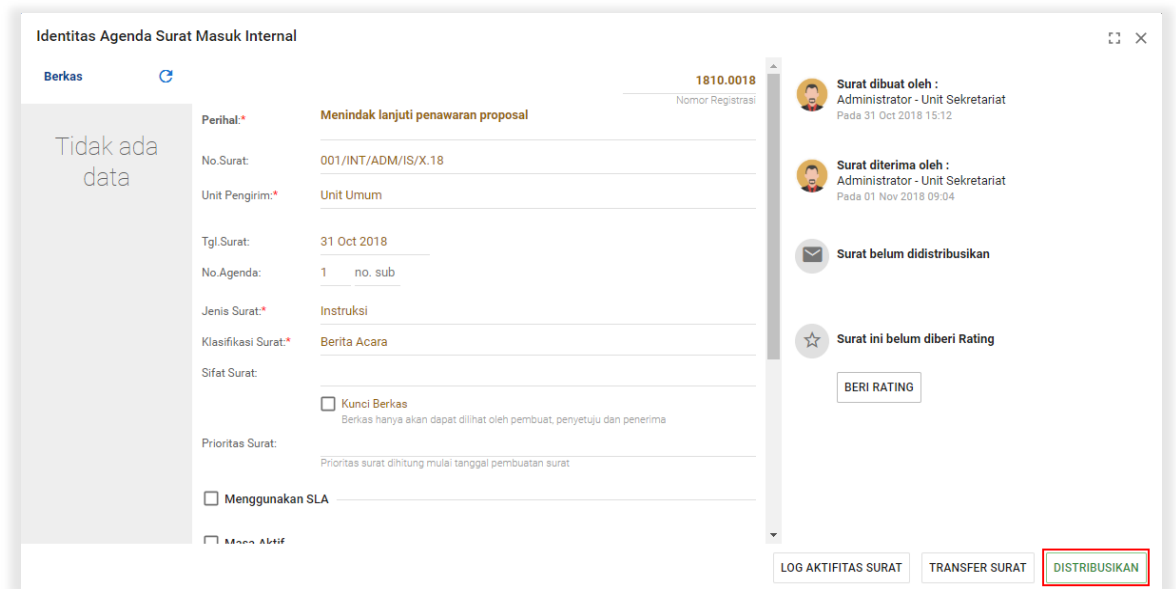 Identitas Agenda Surat Masuk Internal
Berkas
Tidak ada
data
1810.0018
Nomor Registrasi
Perihal:* Menindak lanjuti penawaran proposal
No.Surat: 001/INT/ADM/IS/X.18
Unit Pengirim:* Unit Umum
Tgl.Surat: 31 Oct 2018
No.Agenda: 1 no. sub
Jenis Surat:* Instruksi
Klasifikasi Surat:* Berita Acara
Sifat Surat:
Kunci Berkas
Berkas hanya akan dapat dilihat oleh pembuat, penyetuju dan penerima
Prioritas Surat:
Prioritas surat dihitung mulai tanggal pembuatan surat
Menggunakan SLA
Masa Aktif
Surat dibuat oleh :
Administrator - Unit Sekretariat
Pada 31 Oct 2018 15:12
Surat diterima oleh :
Administrator - Unit Sekretariat
Pada 01 Nov 2018 09:04
Surat belum didistribusikan
Surat ini belum diberi Rating
BERI RATING
LOG AKTIFITAS SURAT TRANSFER SURAT DISTRIBUSIKAN